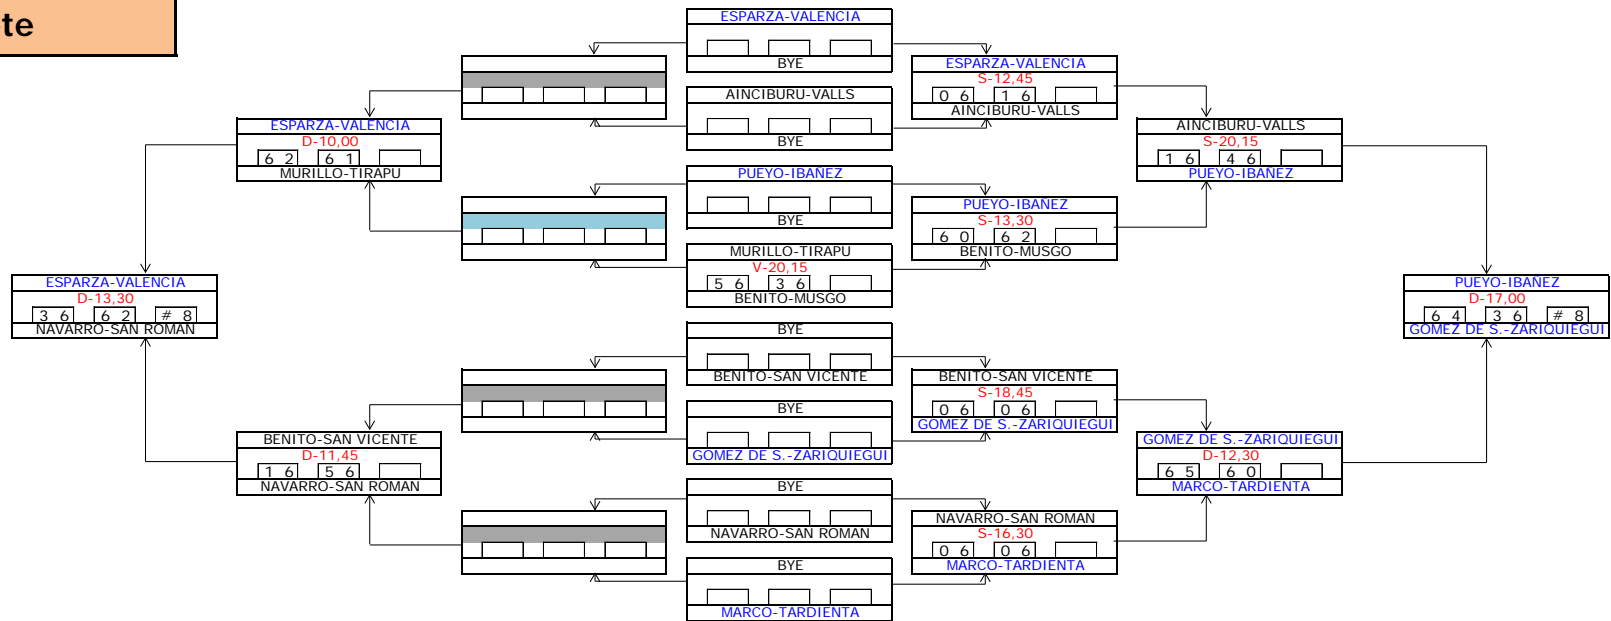 te
ESPARZA-VALENCIA
BYE
AINCIBURU-VALLS
BYE
PUEYO-IBAÑEZ
BYE
MURILLO-TIRAPU
V-20,15
5 6 3 6
BENITO-MUSGO
BYE
BENITO-SAN VICENTE
BYE
GOMEZ DE S.-ZARIQUIEGUI
BYE
NAVARRO-SAN ROMAN
BYE
MARCO-TARDIENTA
ESPARZA-VALENCIA
D-10,00
6 2 6 1
MURILLO-TIRAPU
BENITO-SAN VICENTE
D-11,45
1 6 5 6
NAVARRO-SAN ROMAN
ESPARZA-VALENCIA
D-13,30
3 6 6 2 # 8
NAVARRO-SAN ROMAN
ESPARZA-VALENCIA
S-12,45
0 6 1 6
AINCIBURU-VALLS
PUEYO-IBAÑEZ
S-13,30
6 0 6 2
BENITO-MUSGO
BENITO-SAN VICENTE
S-18,45
0 6 0 6
GOMEZ DE S.-ZARIQUIEGUI
NAVARRO-SAN ROMAN
S-16,30
0 6 0 6
MARCO-TARDIENTA
AINCIBURU-VALLS
S-20,15
1 6 4 6
PUEYO-IBAÑEZ
GOMEZ DE S.-ZARIQUIEGUI
D-12,30
6 5 6 0
MARCO-TARDIENTA
PUEYO-IBAÑEZ
D-17,00
6 4 3 6 # 8
GOMEZ DE S.-ZARIQUIEGUI